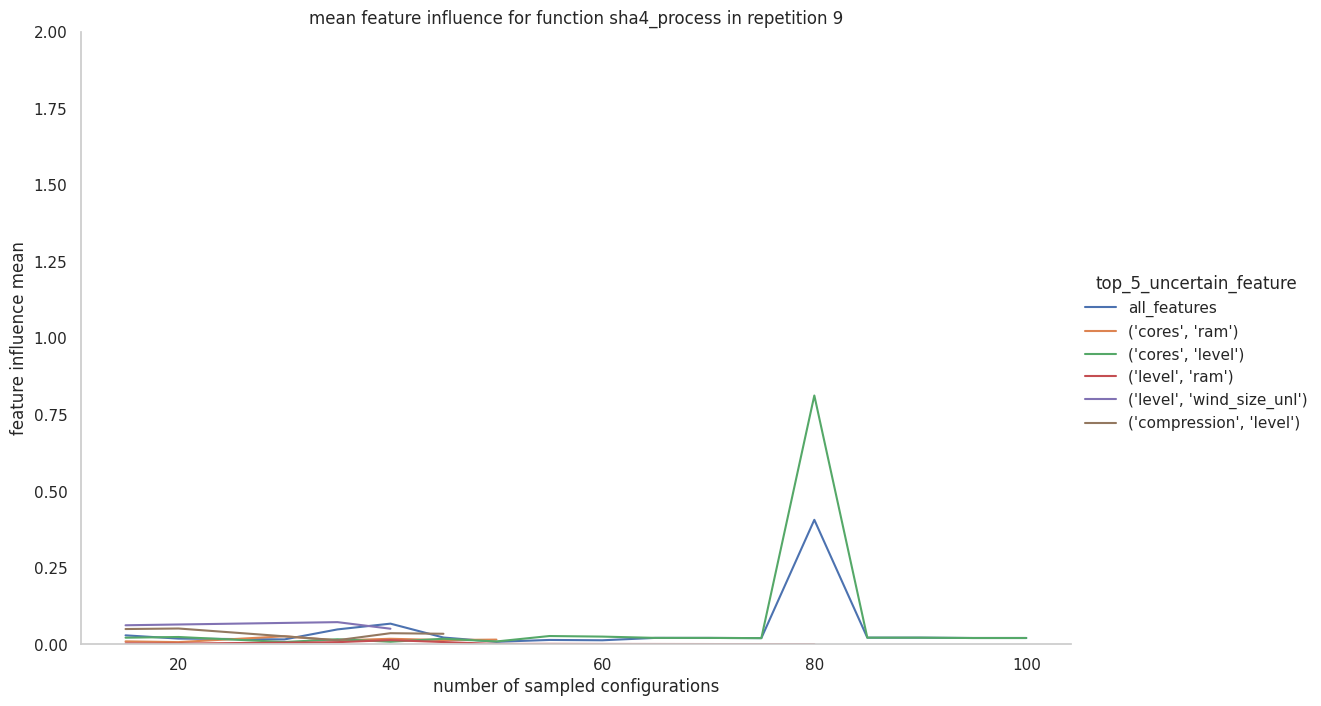 mean feature influence for function sha4_process in repetition 9
2.00
1.75
1.50
1.25
1.00
0.75
0.50
0.25
0.00
feature influence mean
20
40
60
80
100
number of sampled configurations
top_5_uncertain_feature
all_features
('cores', 'ram')
('cores', 'level')
('level', 'ram')
('level', 'wind_size_unl')
('compression', 'level')